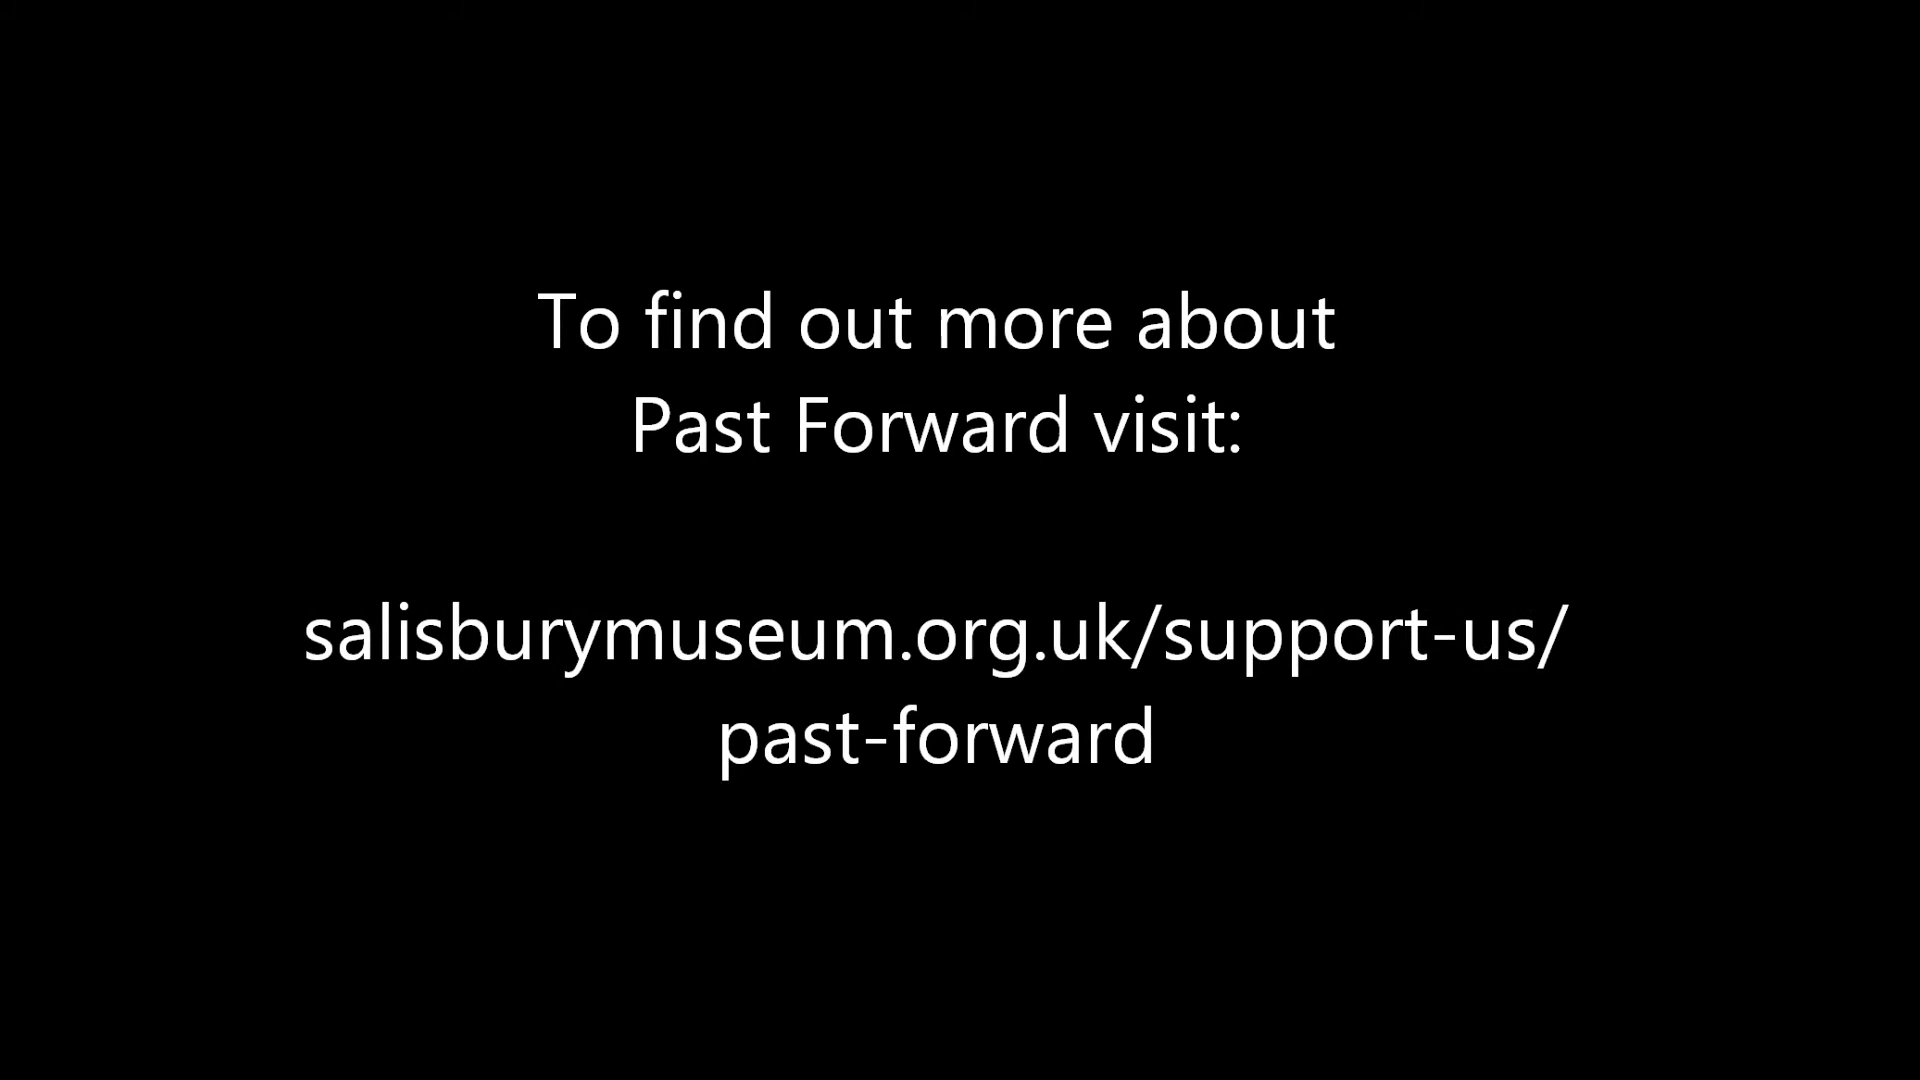 To find out more about
Past Forward visit:
salisburymuseum.org.uk/support-us/
past-forward